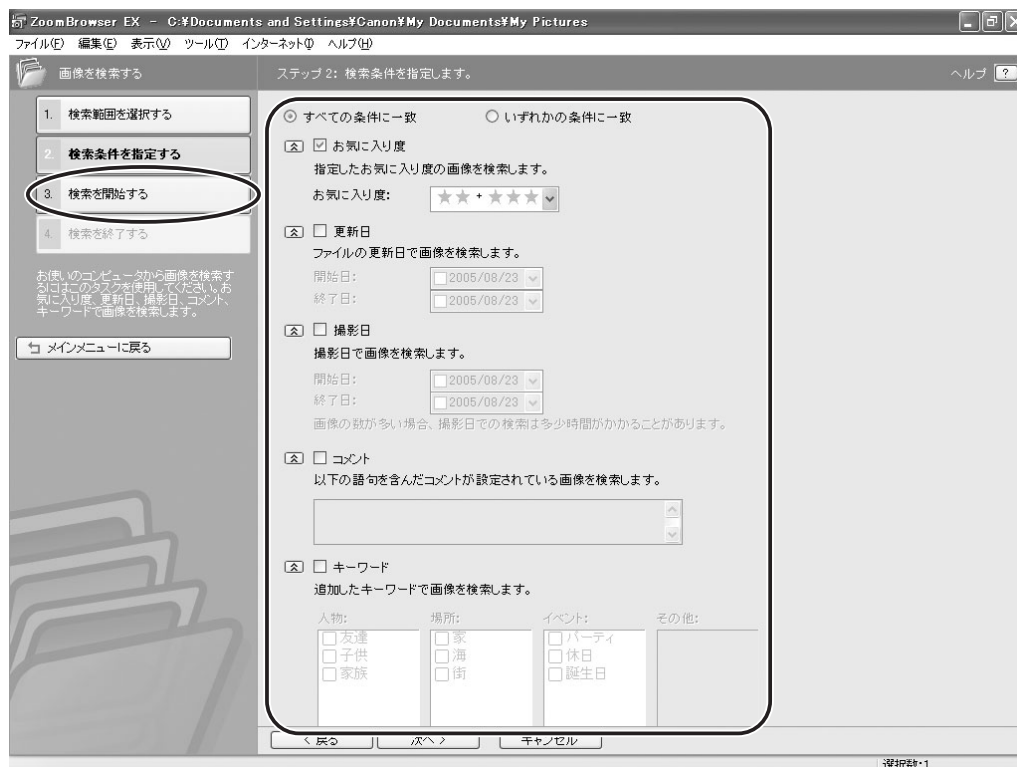 ZoomBrowser EX - C:¥Documents and Settings¥Canon¥My Documents¥My Pictures
ファイル(F) 編集(E) 表示(V) ツール(T) インターネット(I) ヘルプ(H)
画像を検索する
ステップ 2: 検索条件を指定します。
ヘルプ ?
1. 検索範囲を選択する
2. 検索条件を指定する
3. 検索を開始する
4. 検索を終了する
お使いのコンピュータから画像を検索す
るにはこのタスクを使用してください。お
気に入り度、更新日、撮影日、コメント、
キーワードで画像を検索します。
メインメニューに戻る
すべての条件に一致 いずれかの条件に一致
お気に入り度
指定したお気に入り度の画像を検索します。
お気に入り度: ★★・★★★
更新日
ファイルの更新日で画像を検索します。
開始日: 2005/08/23
終了日: 2005/08/23
撮影日
撮影日で画像を検索します。
開始日: 2005/08/23
終了日: 2005/08/23
画像の数が多い場合、撮影日での検索は多少時間がかかることがあります。
コメント
以下の語句を含んだコメントが設定されている画像を検索します。
キーワード
追加したキーワードで画像を検索します。
人物: 場所: イベント: その他:
友達 家 パーティ
子供 海 休日
家族 街 誕生日
< 戻る 次へ > キャンセル
選択数:1